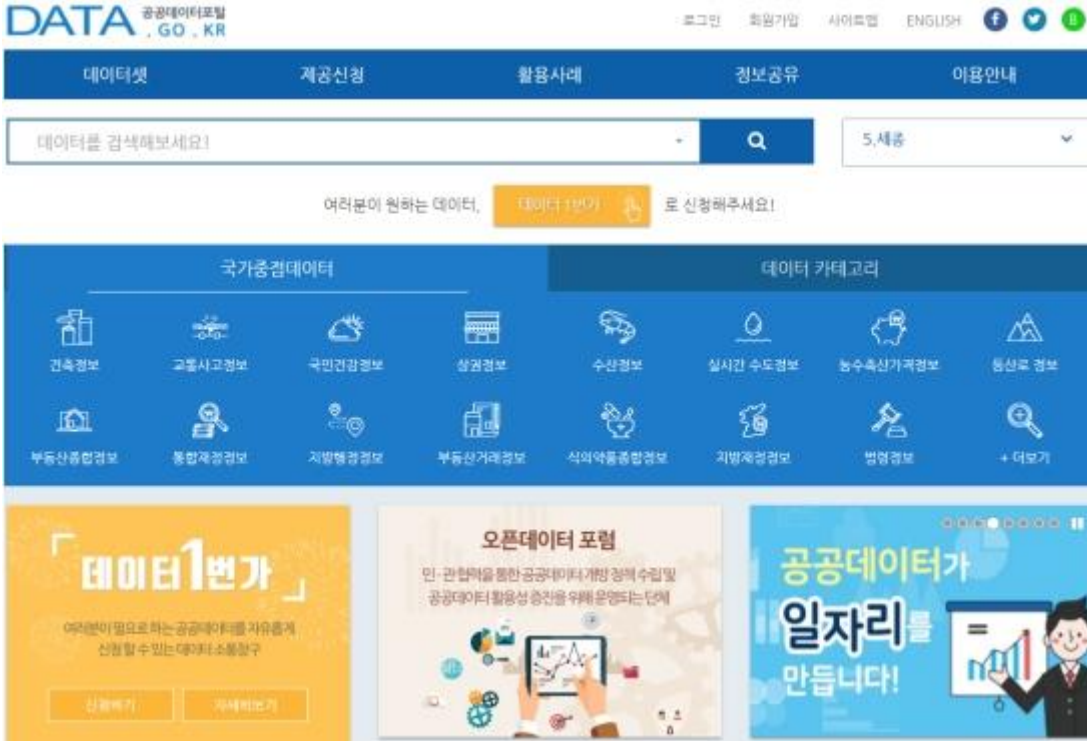 DATA 공공데이터포털
.GO.KR
로그인 회원가입 사이트맵 ENGLISH
데이터셋 제공신청 활용사례 정보공유 이용안내
데이터를 검색해보세요!
5.세종
여러분이 원하는 데이터, 데이터 1번가 로 신청해주세요!
국가중점데이터 데이터 카테고리
건축정보 교통사고정보 국민건강정보 상권정보 수산정보 실시간 수도정보 농수축산가격정보 등산로 정보
부동산종합정보 통합재정정보 지방행정정보 부동산거래정보 식의약품종합정보 지방재정정보 법령정보 + 더보기
「데이터1번가」
여러분이 필요로 하는 공공데이터를 자유롭게
신청 할 수 있는 데이터 소통창구
신청하기 자세히보기
오픈데이터 포럼
민·관 협력을 통한 공공데이터 개방 정책 수립 및
공공데이터 활용성 증진을 위해 운영되는 단체
공공데이터가
일자리를
만듭니다!